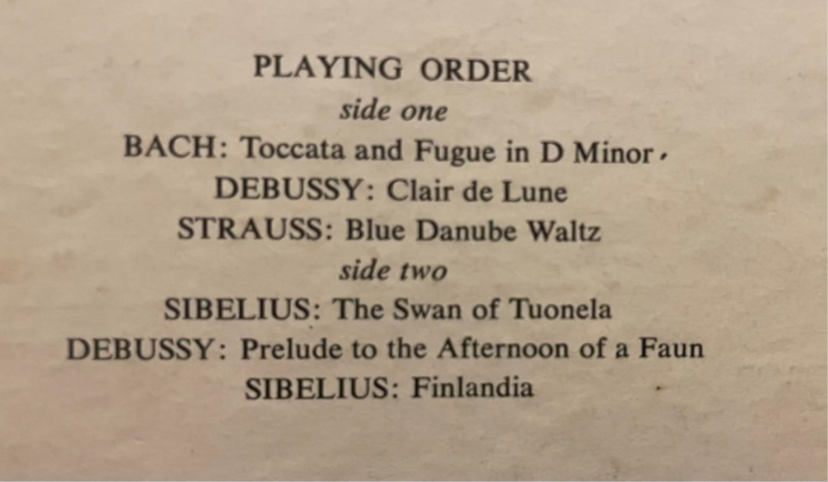 PLAYING ORDER
side one
BACH: Toccata and Fugue in D Minor
DEBUSSY: Clair de Lune
STRAUSS: Blue Danube Waltz
side two
SIBELIUS: The Swan of Tuonela
DEBUSSY: Prelude to the Afternoon of a Faun
SIBELIUS: Finlandia